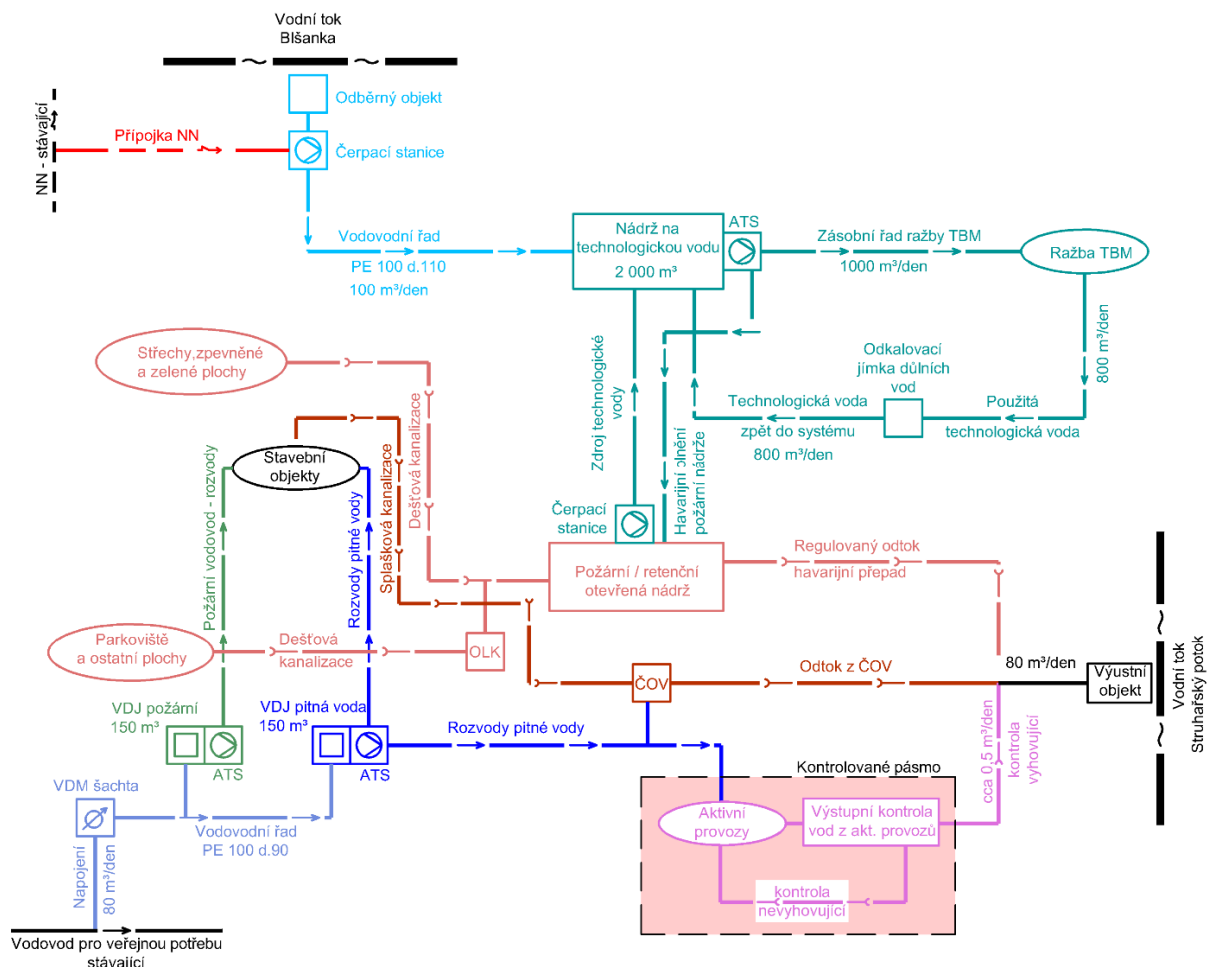 Vodní tok
Blšanka
Odběrný objekt
Přípojka NN
Čerpací stanice
NN - stávající
Vodovodní řad
PE 100 d.110
100 m³/den
Nádrž na
technologickou vodu
2 000 m³
ATS
Zásobní řad ražby TBM
1000 m³/den
Ražba TBM
800 m³/den
Odkalovací
jímka důlních
vod
Použitá
technologická voda
Technologická voda
zpět do systému
800 m³/den
Zdroj technologické
vody
Havarijní plnění
požární nádrže
Střechy,zpevněné
a zelené plochy
Dešťová kanalizace
Stavební
objekty
Splašková kanalizace
Požární vodovod - rozvody
Rozvody pitné vody
Čerpací
stanice
Požární / retenční
otevřená nádrž
Regulovaný odtok
havarijní přepad
Parkoviště
a ostatní plochy
Dešťová
kanalizace
OLK
ČOV
Odtok z ČOV
80 m³/den
Výustní
objekt
Vodní tok
Struhařský potok
VDJ požární
150 m³
ATS
VDJ pitná voda
150 m³
ATS
Rozvody pitné vody
cca 0,5 m³/den
kontrola
vyhovující
Kontrolované pásmo
Aktivní
provozy
Výstupní kontrola
vod z akt. provozů
kontrola
nevyhovující
VDM šachta
Vodovodní řad
PE 100 d.90
Napojení
80 m³/den
Vodovod pro veřejnou potřebu
stávající